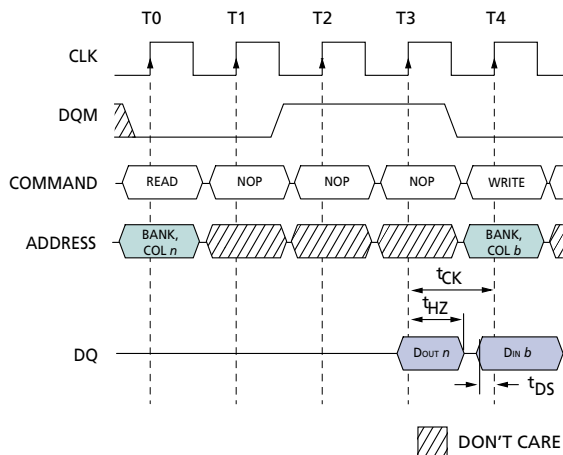 T0 T1 T2 T3 T4
CLK
DQM
COMMAND READ NOP NOP NOP WRITE
ADDRESS BANK, COL n BANK, COL b
tCK
tHZ
DQ DOUT n DIN b
tDS
DON'T CARE